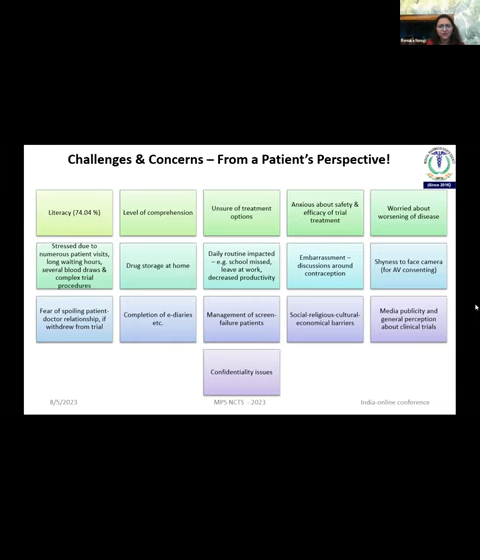 Challenges & Concerns – From a Patient's Perspective!
(Since 2015)
Literacy (74.04 %)
Level of comprehension
Unsure of treatment
options
Anxious about safety &
efficacy of trial
treatment
Worried about
worsening of disease
Stressed due to
numerous patient visits,
long waiting hours,
several blood draws &
complex trial
procedures
Drug storage at home
Daily routine impacted
– e.g. school missed,
leave at work,
decreased productivity
Embarrassment –
discussions around
contraception
Shyness to face camera
(for AV consenting)
Fear of spoiling patient-
doctor relationship, if
withdrawn from trial
Completion of e-diaries
etc.
Management of screen-
failure patients
Social-religious-cultural-
economical barriers
Media publicity and
general perception
about clinical trials
Confidentiality issues
8/5/2023
MPS NCTS - 2023
India-online conference